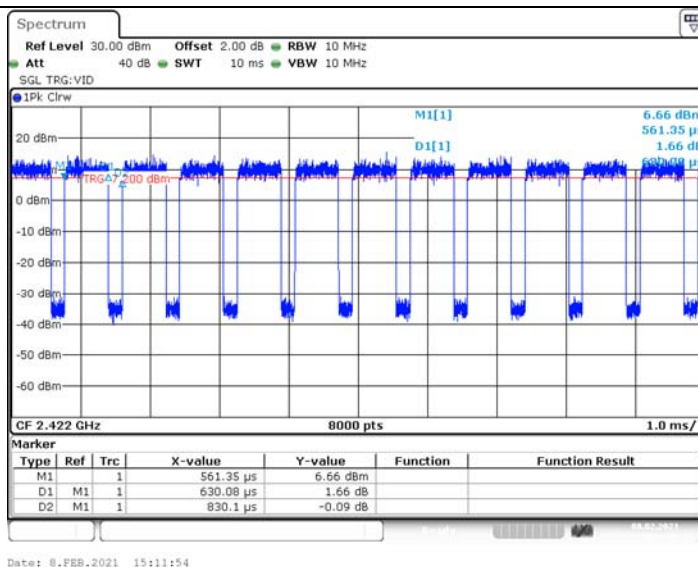 Spectrum
Ref Level 30.00 dBm Offset 2.00 dB RBW 10 MHz
Att 40 dB SWT 10 ms VBW 10 MHz
SGL TRG:VID
1Pk Clrw
M1[1] 6.66 dBm
561.35 µs
20 dBm
D1[1] 1.66 dB
TRG 7.200 dBm
0 dBm
-10 dBm
-20 dBm
-30 dBm
-40 dBm
-50 dBm
-60 dBm
CF 2.422 GHz 8000 pts 1.0 ms/
Marker
Type Ref Trc X-value Y-value Function Function Result
M1 1 561.35 µs 6.66 dBm
D1 M1 1 630.08 µs 1.66 dB
D2 M1 1 830.1 µs -0.09 dB
Date: 8.FEB.2021 15:11:54